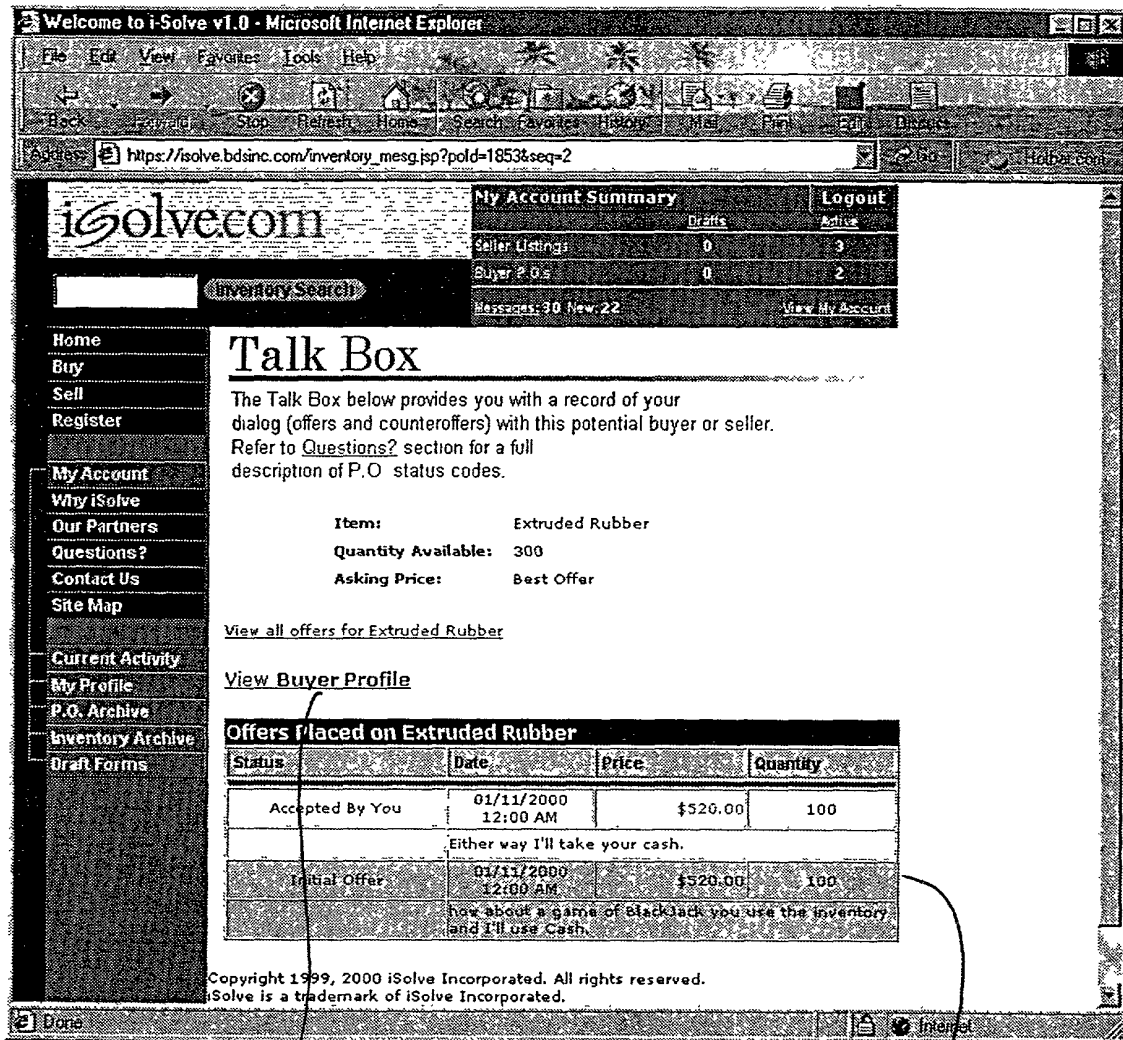 Welcome to i-Solve v1.0 - Microsoft Internet Explorer
File Edit View Favorites Tools Help
Back Forward Stop Refresh Home Search Favorites History Mail Print Edit Discuss
Address https://isolve.bdsinc.com/inventory_mesg.jsp?poId=1853&seq=2 Go
isolve.com
My Account Summary Logout
Drafts Active
Seller Listings 0 3
Buyer P.O.s 0 2
Messages: 30 New: 22 View My Account
Inventory Search
Home
Buy
Sell
Register
My Account
Why iSolve
Our Partners
Questions?
Contact Us
Site Map
Current Activity
My Profile
P.O. Archive
Inventory Archive
Draft Forms
Talk Box
The Talk Box below provides you with a record of your
dialog (offers and counteroffers) with this potential buyer or seller.
Refer to Questions? section for a full
description of P.O status codes.
Item: Extruded Rubber
Quantity Available: 300
Asking Price: Best Offer
View all offers for Extruded Rubber
View Buyer Profile
Offers Placed on Extruded Rubber
Status Date Price Quantity
Accepted By You 01/11/2000 12:00 AM $520.00 100
Either way I'll take your cash.
Initial Offer 01/11/2000 12:00 AM $520.00 100
how about a game of BlackJack you use the inventory
and I'll use Cash.
Copyright 1999, 2000 iSolve Incorporated. All rights reserved.
iSolve is a trademark of iSolve Incorporated.
Done Internet